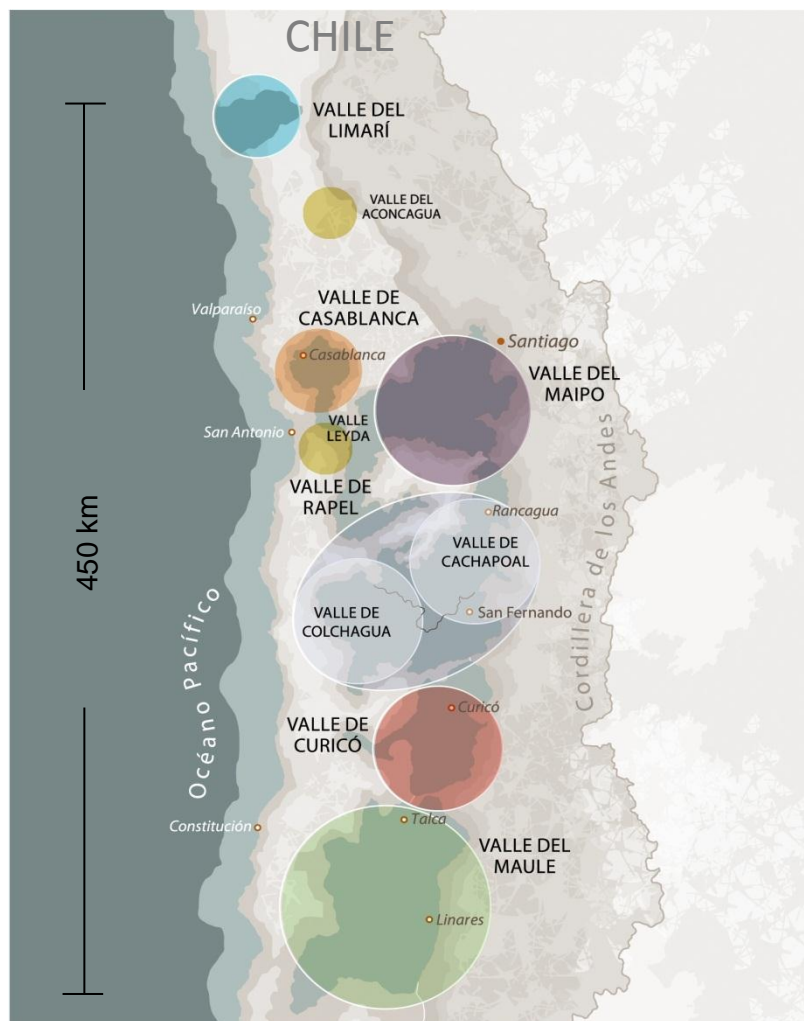 CHILE
VALLE DEL
LIMARÍ
VALLE DEL
ACONCAGUA
VALLE DE
CASABLANCA
Valparaíso
Santiago
Casablanca
VALLE DEL
MAIPO
VALLE
LEYDA
San Antonio
VALLE DE
RAPEL
Rancagua
VALLE DE
CACHAPOAL
VALLE DE
COLCHAGUA
San Fernando
Cordillera de los Andes
450 km
Océano Pacífico
Curicó
VALLE DE
CURICÓ
Constitución
Talca
VALLE DEL
MAULE
Linares